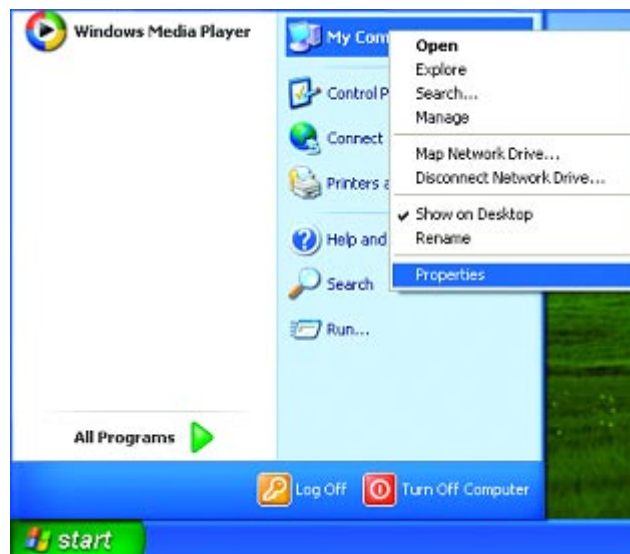 Windows Media Player
My Com
Control P
Connect
Printers a
Help and
Search
Run...
Open
Explore
Search...
Manage
Map Network Drive...
Disconnect Network Drive...
Show on Desktop
Rename
Properties
All Programs
Log Off
Turn Off Computer
start